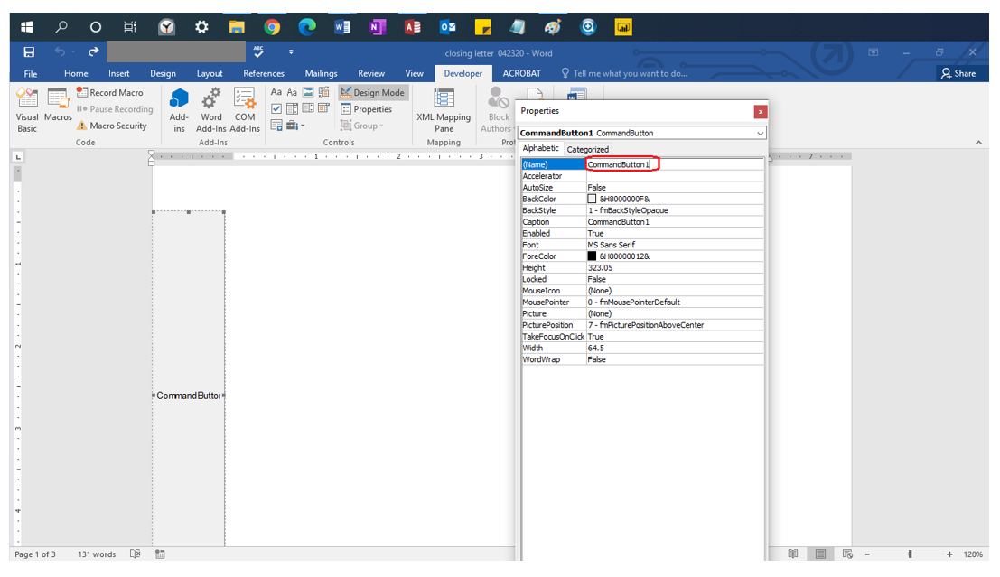 closing letter 042320 - Word
File Home Insert Design Layout References Mailings Review View Developer ACROBAT Tell me what you want to do... Share
Visual Basic
Macros
Record Macro
Pause Recording
Macro Security
Code
Add-ins
Word Add-Ins
COM Add-Ins
Add-Ins
Aa Aa
Design Mode
Properties
Group
Controls
XML Mapping Pane
Mapping
Block Authors
Properties x
CommandButton1 CommandButton
Alphabetic Categorized
(Name) CommandButton1
Accelerator
AutoSize False
BackColor &H8000000F&
BackStyle 1 - fmBackStyleOpaque
Caption CommandButton1
Enabled True
Font MS Sans Serif
ForeColor &H80000012&
Height 323.05
Locked False
MouseIcon (None)
MousePointer 0 - fmMousePointerDefault
Picture (None)
PicturePosition 7 - fmPicturePositionAboveCenter
TakeFocusOnClick True
Width 64.5
WordWrap False
CommandButtor
Page 1 of 3 131 words 120%